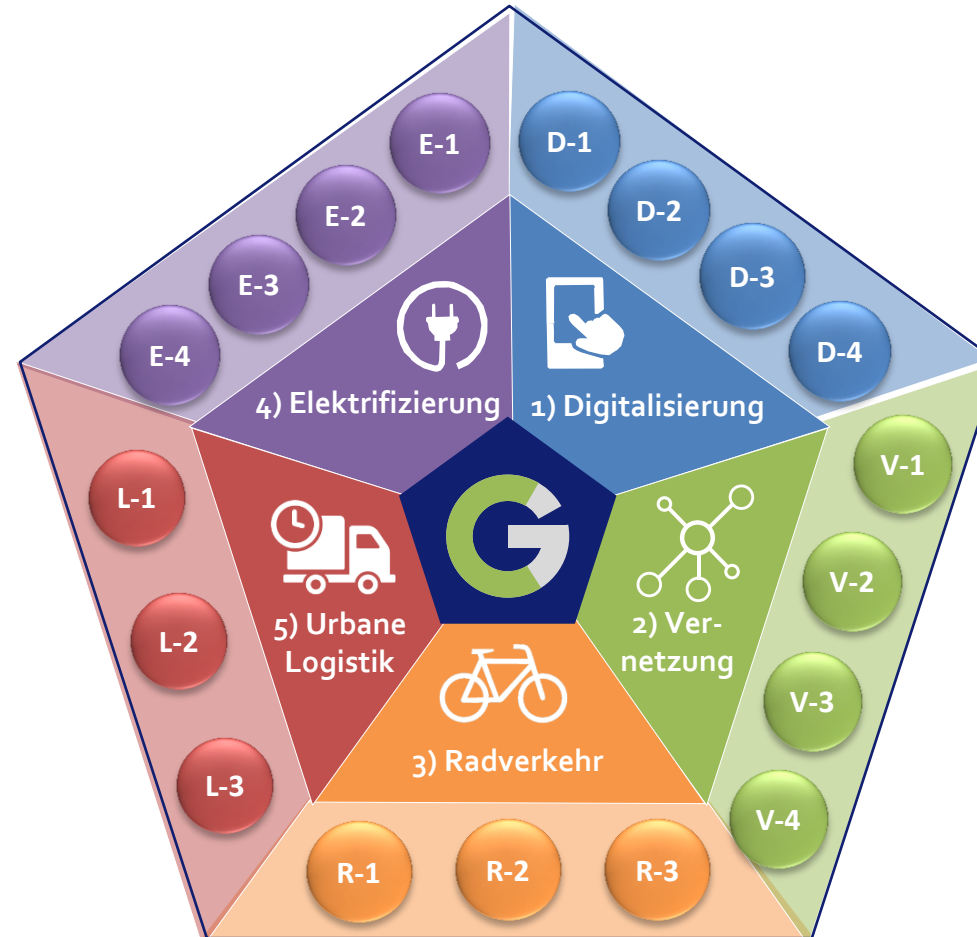 E-1
D-1
E-2
D-2
E-3
D-3
E-4
D-4
4) Elektrifizierung
1) Digitalisierung
V-1
L-1
G
V-2
5) Urbane
Logistik
2) Ver-
netzung
L-2
V-3
3) Radverkehr
L-3
V-4
R-1
R-2
R-3